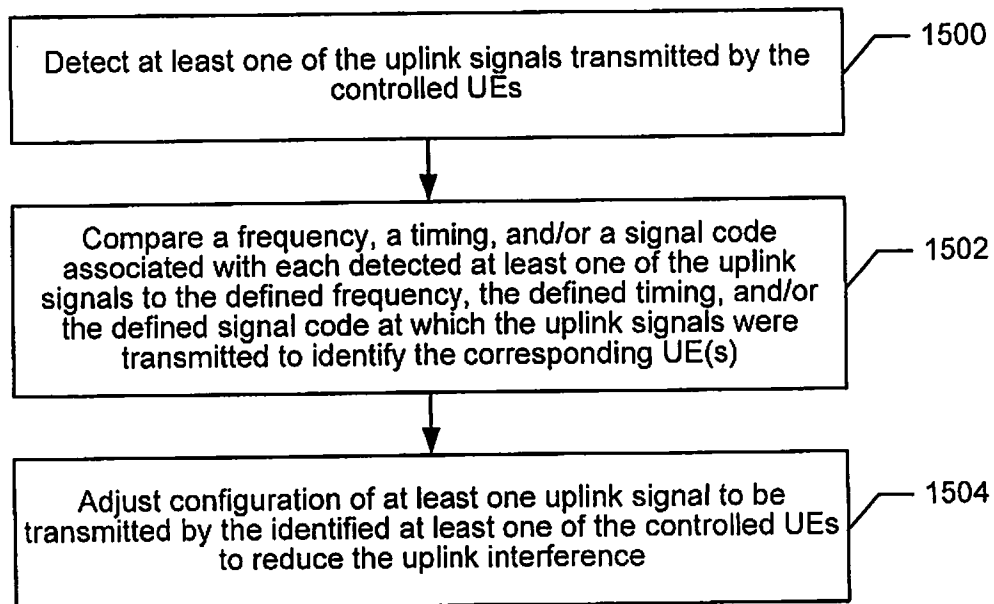 Detect at least one of the uplink signals transmitted by the
controlled UEs
1500
Compare a frequency, a timing, and/or a signal code
associated with each detected at least one of the uplink
signals to the defined frequency, the defined timing, and/or
the defined signal code at which the uplink signals were
transmitted to identify the corresponding UE(s)
1502
Adjust configuration of at least one uplink signal to be
transmitted by the identified at least one of the controlled UEs
to reduce the uplink interference
1504